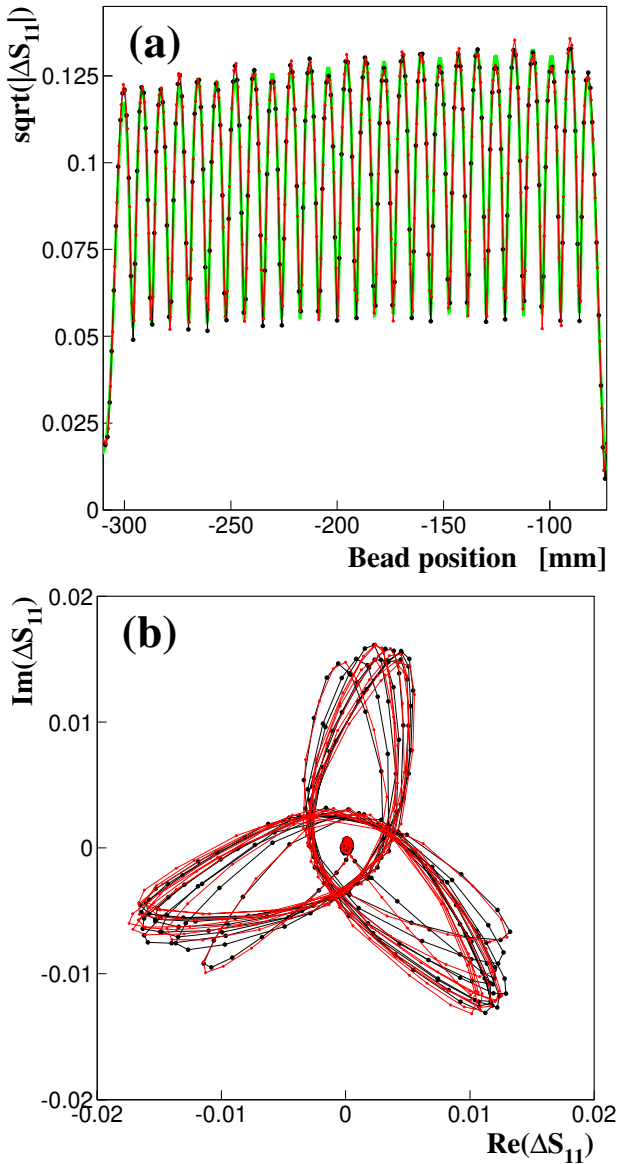 (a)
sqrt(|ΔS11|)
0.125
0.1
0.075
0.05
0.025
0
-300 -250 -200 -150 -100
Bead position [mm]
(b)
Im(ΔS11)
0.02
0.01
0
-0.01
-0.02
-0.02 -0.01 0 0.01 0.02
Re(ΔS11)